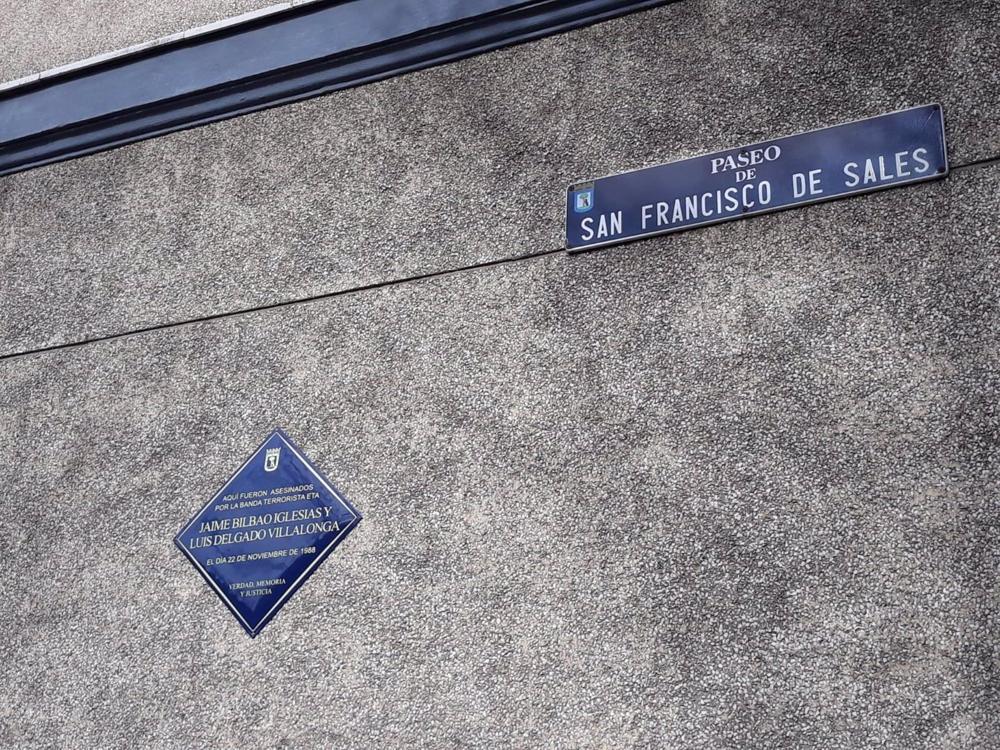 PASEO
DE
SAN FRANCISCO DE SALES
AQUÍ FUERON ASESINADOS
POR LA BANDA TERRORISTA ETA
JAIME BILBAO IGLESIAS Y
LUIS DELGADO VILLALONGA
EL DÍA 22 DE NOVIEMBRE DE 1988
VERDAD, MEMORIA
Y JUSTICIA